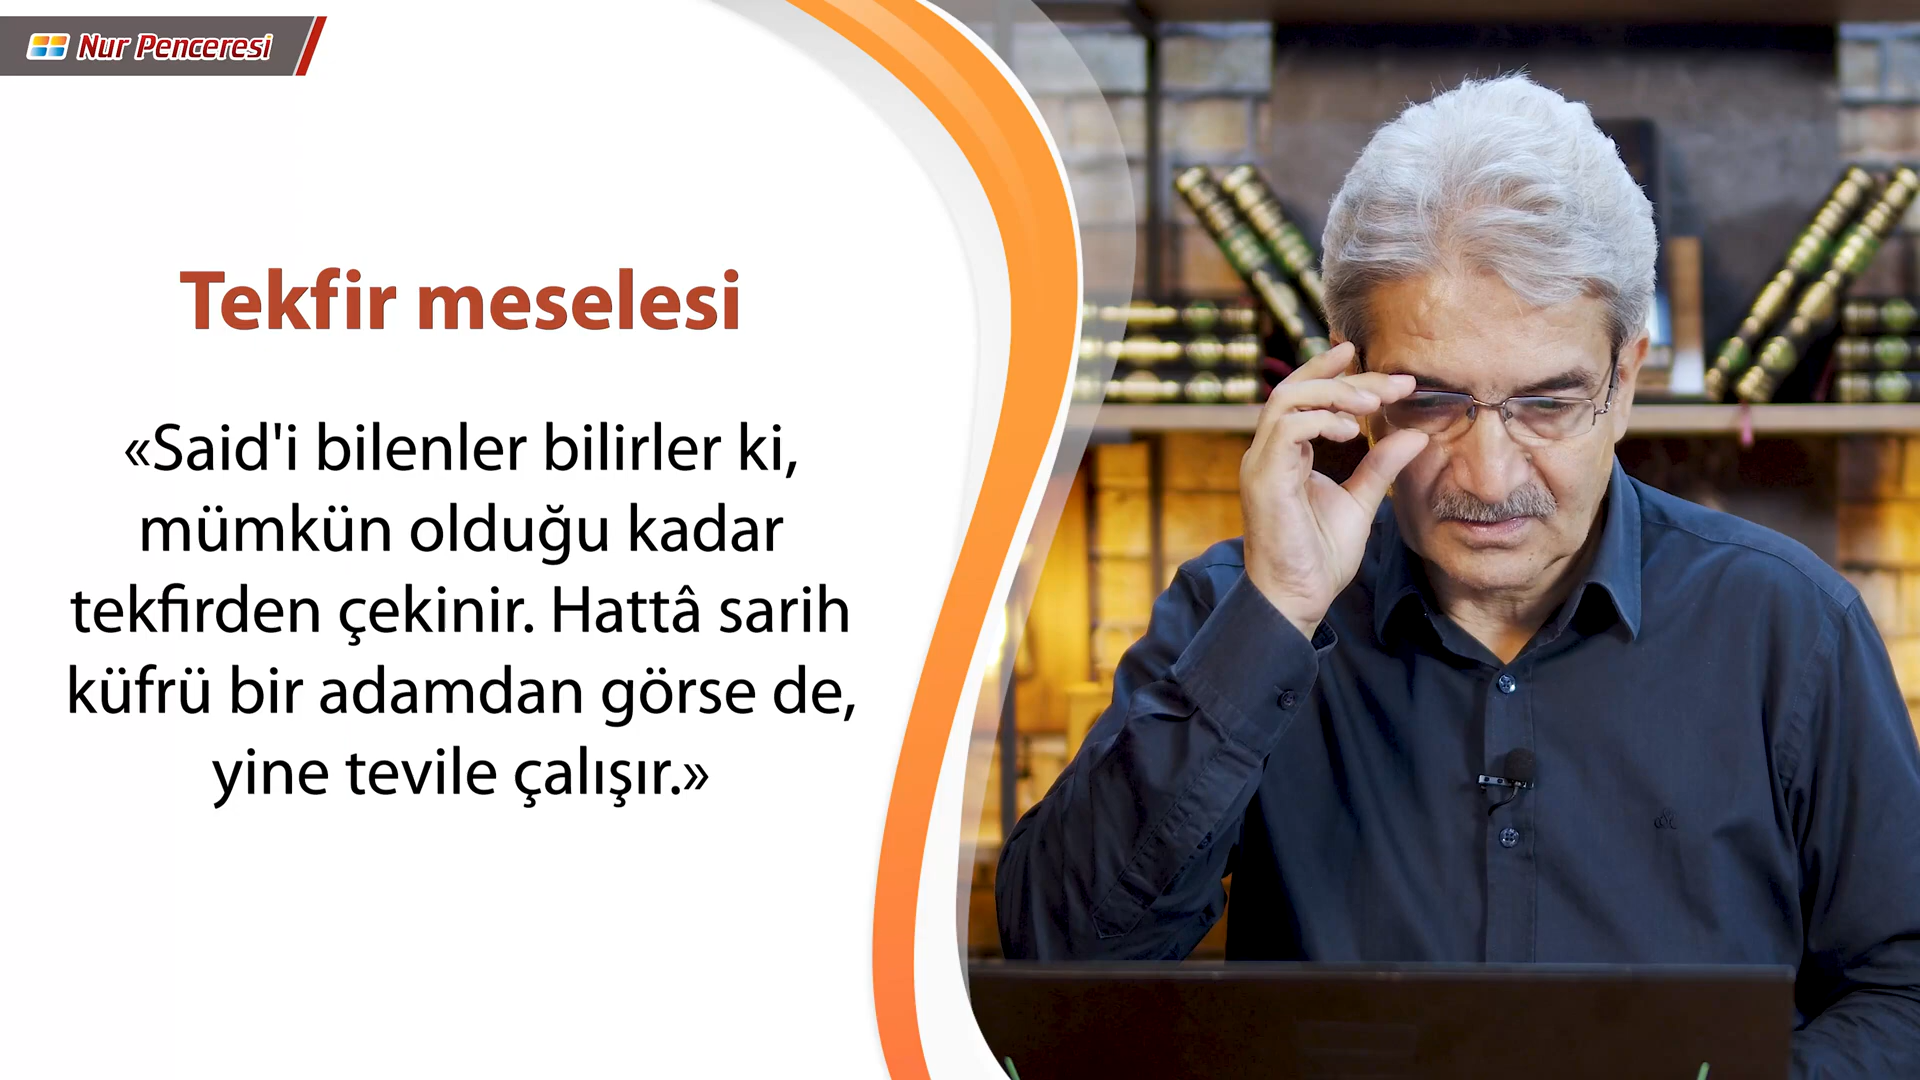 Nur Penceresi
Tekfir meselesi
«Said'i bilenler bilirler ki,
mümkün olduğu kadar
tekfirden çekinir. Hattâ sarih
küfrü bir adamdan görse de,
yine tevile çalışır.»